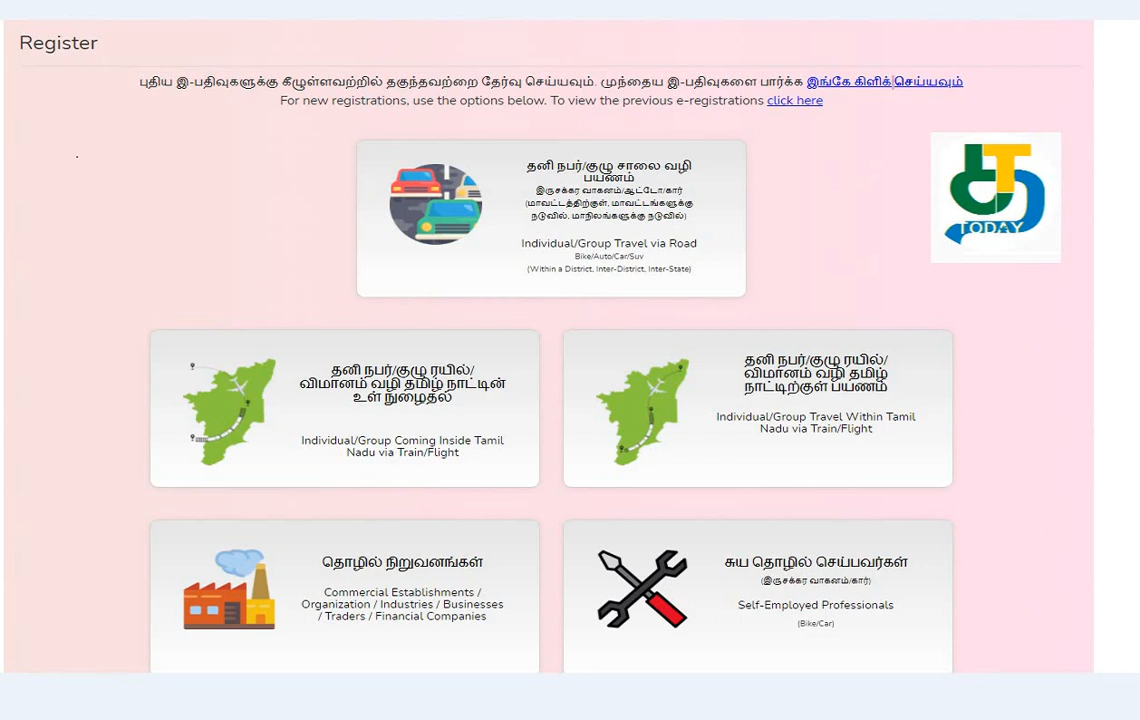 Register
புதிய இ-பதிவுகளுக்கு கீழுள்ளவற்றில் தகுந்தவற்றை தேர்வு செய்யவும். முந்தைய இ-பதிவுகளை பார்க்க இங்கே கிளிக் செய்யவும்
For new registrations, use the options below. To view the previous e-registrations click here
தனி நபர்/குழு சாலை வழி
பயணம்
இருசக்கர வாகனம்/ஆட்டோ/கார்
(மாவட்டத்திற்குள், மாவட்டங்களுக்கு
நடுவில், மாநிலங்களுக்கு நடுவில்)
Individual/Group Travel via Road
Bike/Auto/Car/Suv
(Within a District, Inter-District, Inter-State)
TODAY
தனி நபர்/குழு ரயில்/
விமானம் வழி தமிழ் நாட்டின்
உள் நுழைதல்
Individual/Group Coming Inside Tamil
Nadu via Train/Flight
தனி நபர்/குழு ரயில்/
விமானம் வழி தமிழ்
நாட்டிற்குள் பயணம்
Individual/Group Travel Within Tamil
Nadu via Train/Flight
தொழில் நிறுவனங்கள்
Commercial Establishments /
Organization / Industries / Businesses
/ Traders / Financial Companies
சுய தொழில் செய்பவர்கள்
(இருசக்கர வாகனம்/கார்)
Self-Employed Professionals
(Bike/Car)